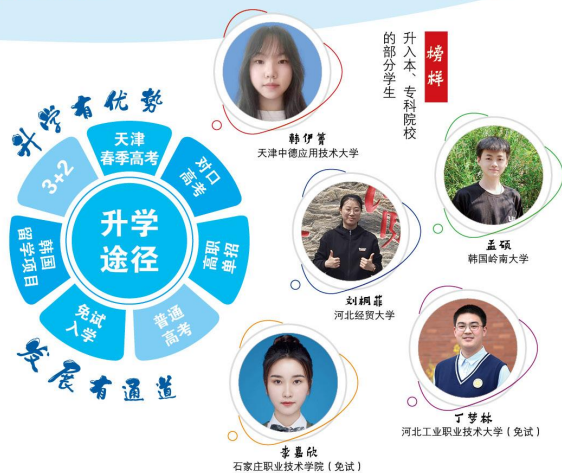 升学有优势
天津
春季高考
对口
高考
高职
单招
普通
高考
免试
入学
韩国
留学项目
3+2
升学
途径
发展有通道
榜样
升入本、专科院校
的部分学生
韩伊箐
天津中德应用技术大学
孟硕
韩国岭南大学
刘桐菲
河北经贸大学
丁梦林
河北工业职业技术大学（免试）
李嘉欣
石家庄职业技术学院（免试）